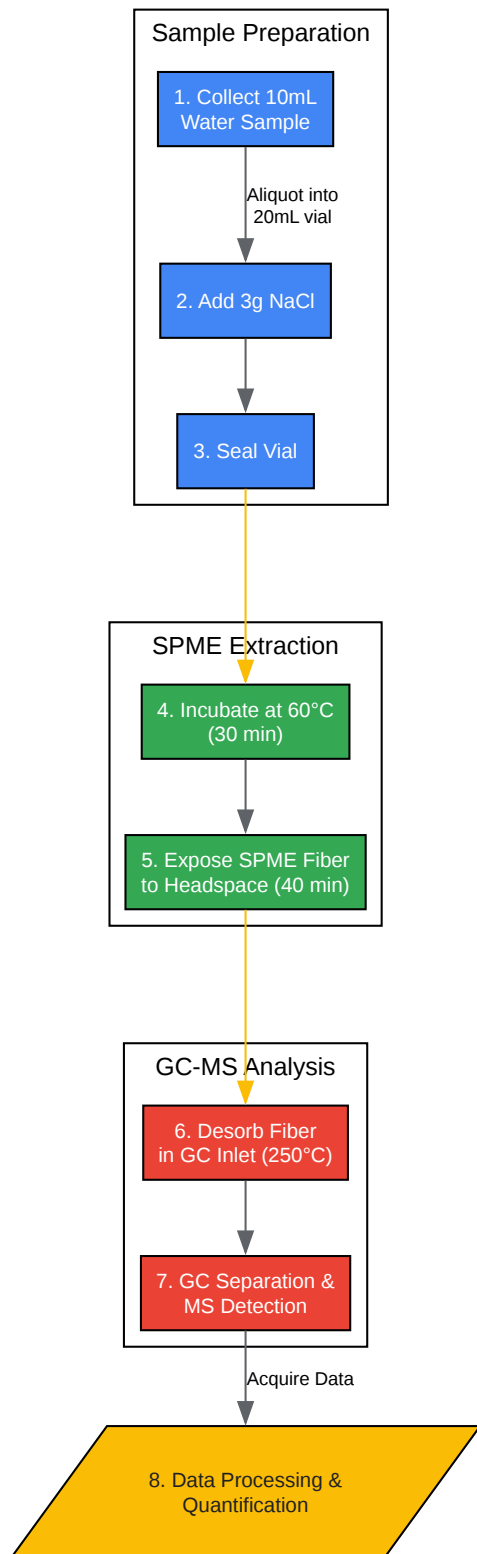 Sample Preparation
1. Collect 10mL
Water Sample
Aliquot into
20mL vial
2. Add 3g NaCl
3. Seal Vial
SPME Extraction
4. Incubate at 60°C
(30 min)
5. Expose SPME Fiber
to Headspace (40 min)
GC-MS Analysis
6. Desorb Fiber
in GC Inlet (250°C)
7. GC Separation &
MS Detection
Acquire Data
8. Data Processing &
Quantification